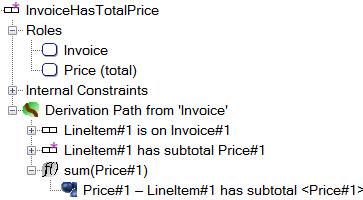 InvoiceHasTotalPrice
Roles
Invoice
Price (total)
Internal Constraints
Derivation Path from 'Invoice'
LineItem#1 is on Invoice#1
LineItem#1 has subtotal Price#1
f() sum(Price#1)
Price#1 – LineItem#1 has subtotal <Price#1>